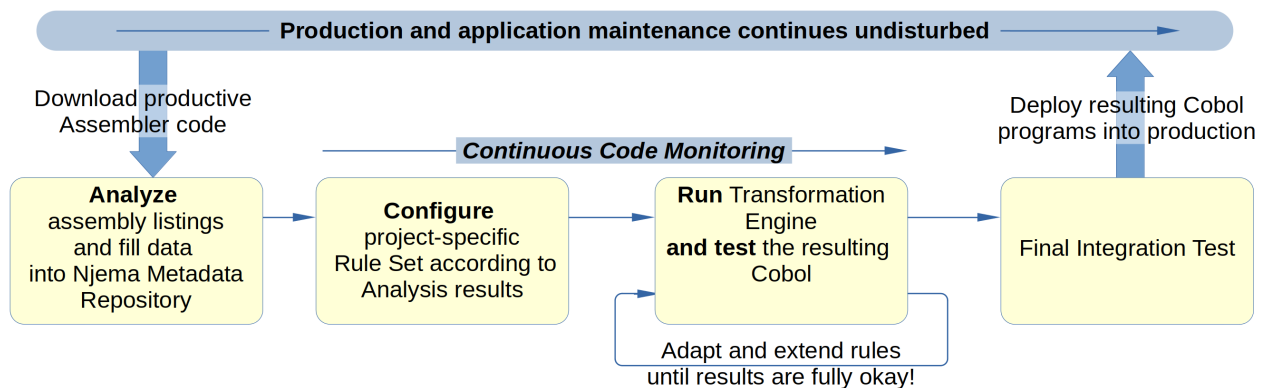 Production and application maintenance continues undisturbed
Download productive
Assembler code
Deploy resulting Cobol
programs into production
Continuous Code Monitoring
Analyze
assembly listings
and fill data
into Njema Metadata
Repository
Configure
project-specific
Rule Set according to
Analysis results
Run Transformation
Engine
and test the resulting
Cobol
Final Integration Test
Adapt and extend rules
until results are fully okay!